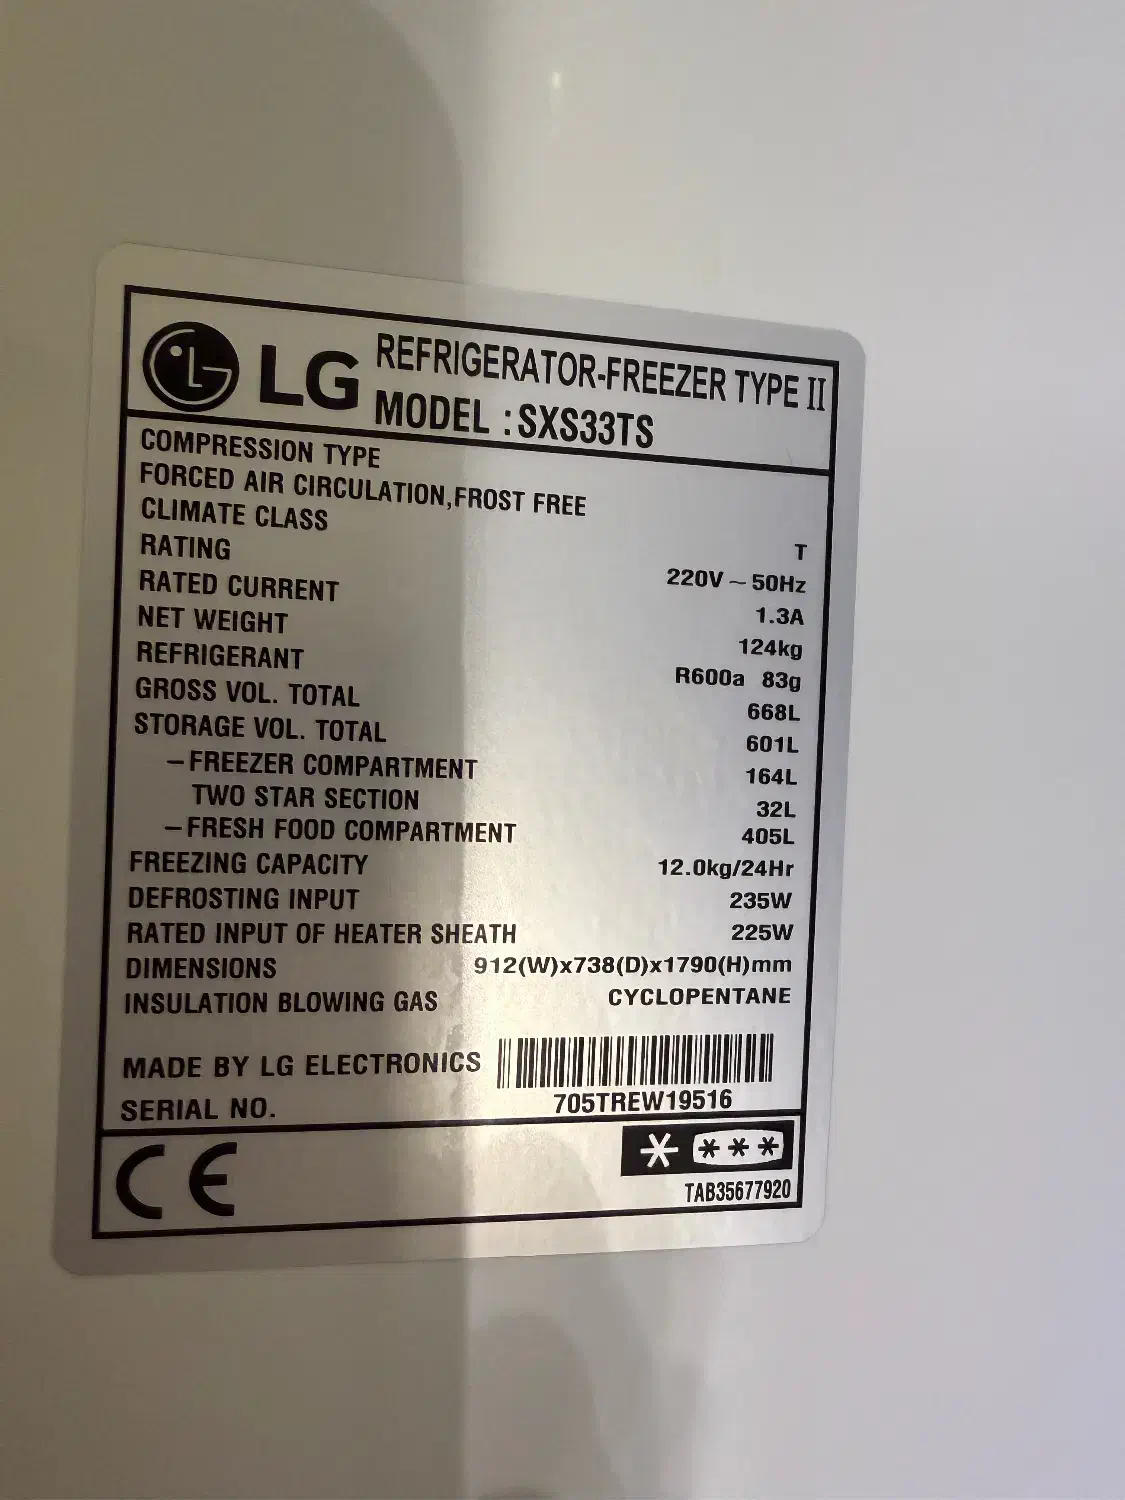 LG REFRIGERATOR-FREEZER TYPE II
MODEL : SXS33TS
COMPRESSION TYPE
FORCED AIR CIRCULATION,FROST FREE
CLIMATE CLASS T
RATING 220V ~ 50Hz
RATED CURRENT 1.3A
NET WEIGHT 124kg
REFRIGERANT R600a 83g
GROSS VOL. TOTAL 668L
STORAGE VOL. TOTAL 601L
–FREEZER COMPARTMENT 164L
TWO STAR SECTION 32L
–FRESH FOOD COMPARTMENT 405L
FREEZING CAPACITY 12.0kg/24Hr
DEFROSTING INPUT 235W
RATED INPUT OF HEATER SHEATH 225W
DIMENSIONS 912(W)x738(D)x1790(H)mm
INSULATION BLOWING GAS CYCLOPENTANE
MADE BY LG ELECTRONICS
SERIAL NO. 705TREW19516
CE * ***
TAB35677920